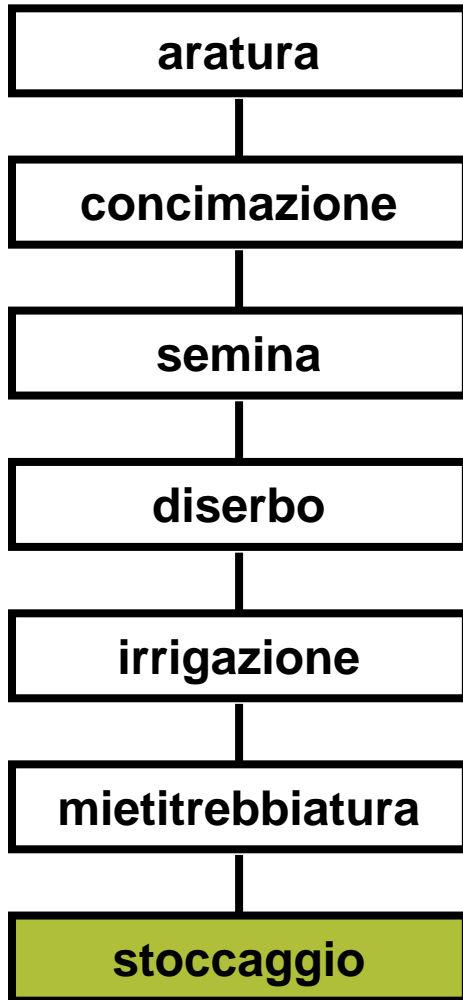 aratura
concimazione
semina
diserbo
irrigazione
mietitrebbiatura
stoccaggio